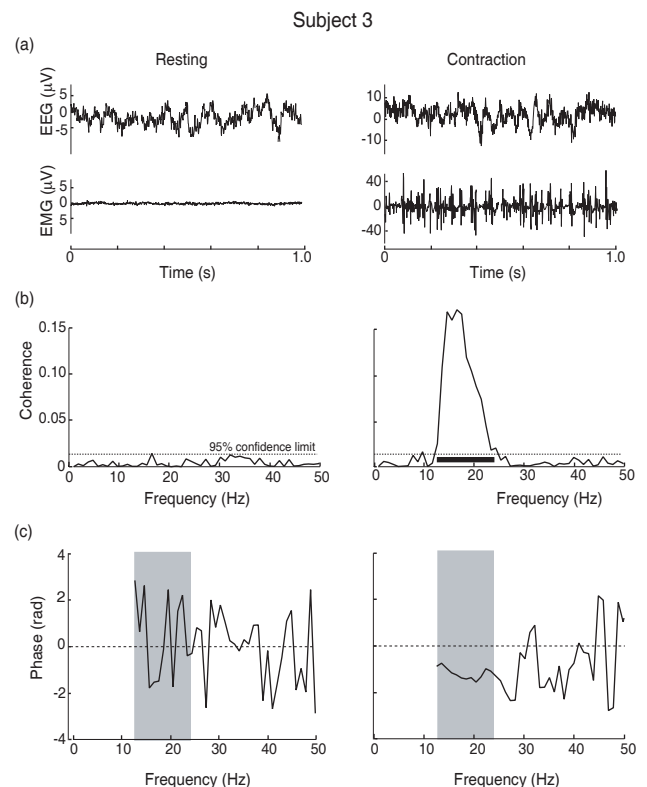 Subject 3
(a)
Resting
Contraction
EEG (μV)
5
0
-5
10
0
-10
EMG (μV)
5
0
5
40
0
-40
0
1.0
Time (s)
0
1.0
Time (s)
(b)
Coherence
0.15
0.10
0.05
0
95% confidence limit
0 10 20 30 40 50
Frequency (Hz)
0 10 20 30 40 50
Frequency (Hz)
(c)
Phase (rad)
4
2
0
-2
-4
0 10 20 30 40 50
Frequency (Hz)
0 10 20 30 40 50
Frequency (Hz)